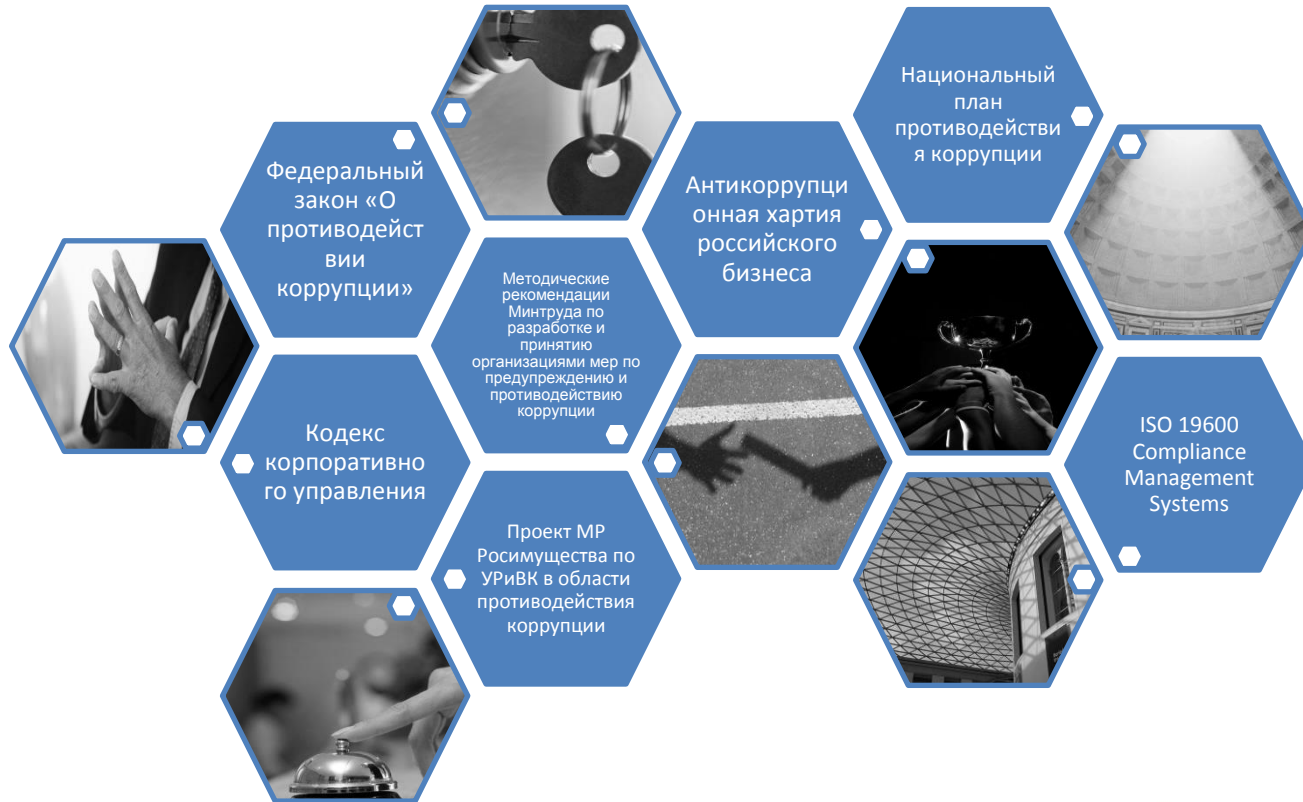 Федеральный
закон «О
противодейст
вии
коррупции»
Методические
рекомендации
Минтруда по
разработке и
принятию
организациями мер по
предупреждению и
противодействию
коррупции
Антикоррупци
онная хартия
российского
бизнеса
Национальный
план
противодействи
я коррупции
Кодекс
корпоративно
го управления
Проект МР
Росимущества по
УРиВК в области
противодействия
коррупции
ISO 19600
Compliance
Management
Systems